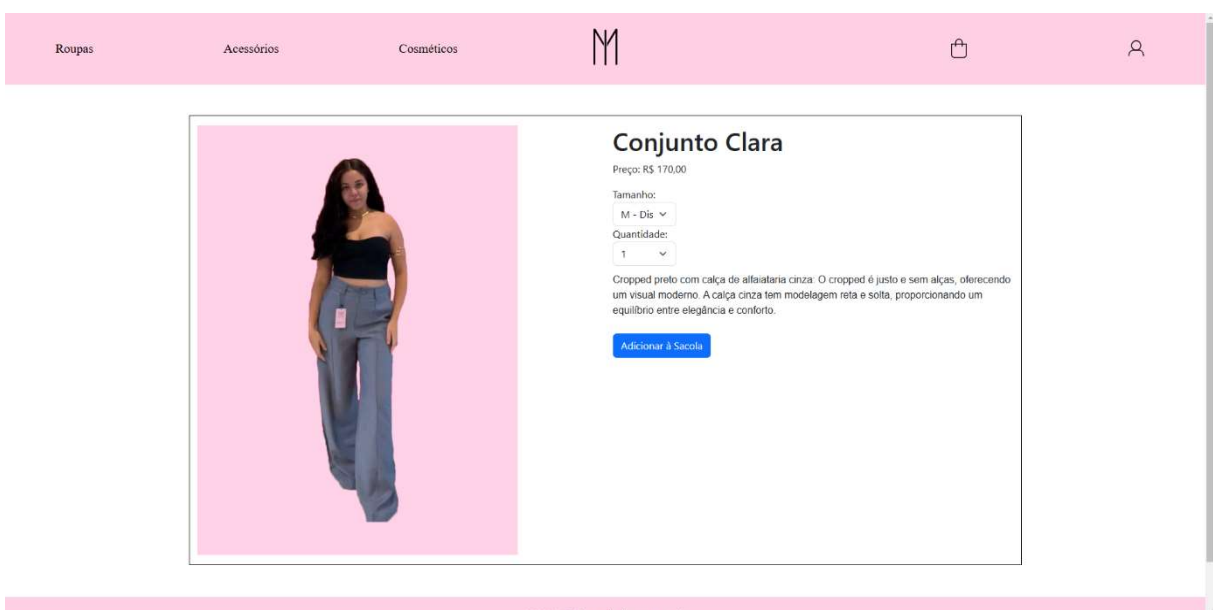 Roupas
Acessórios
Cosméticos
Conjunto Clara
Preço: R$ 170,00
Tamanho:
M - Dis
Quantidade:
1
Cropped preto com calça de alfaiataria cinza: O cropped é justo e sem alças, oferecendo
um visual moderno. A calça cinza tem modelagem reta e solta, proporcionando um
equilíbrio entre elegância e conforto.
Adicionar à Sacola